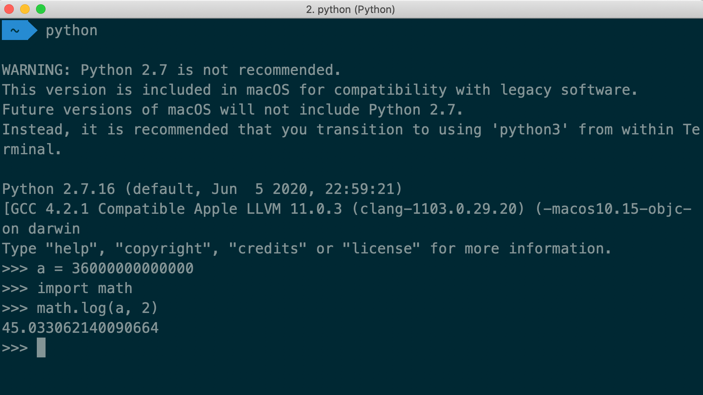 2. python (Python)
~ python
WARNING: Python 2.7 is not recommended.
This version is included in macOS for compatibility with legacy software.
Future versions of macOS will not include Python 2.7.
Instead, it is recommended that you transition to using 'python3' from within Te
rminal.
Python 2.7.16 (default, Jun  5 2020, 22:59:21)
[GCC 4.2.1 Compatible Apple LLVM 11.0.3 (clang-1103.0.29.20) (-macos10.15-objc-
on darwin
Type "help", "copyright", "credits" or "license" for more information.
>>> a = 36000000000000
>>> import math
>>> math.log(a, 2)
45.033062140090664
>>>